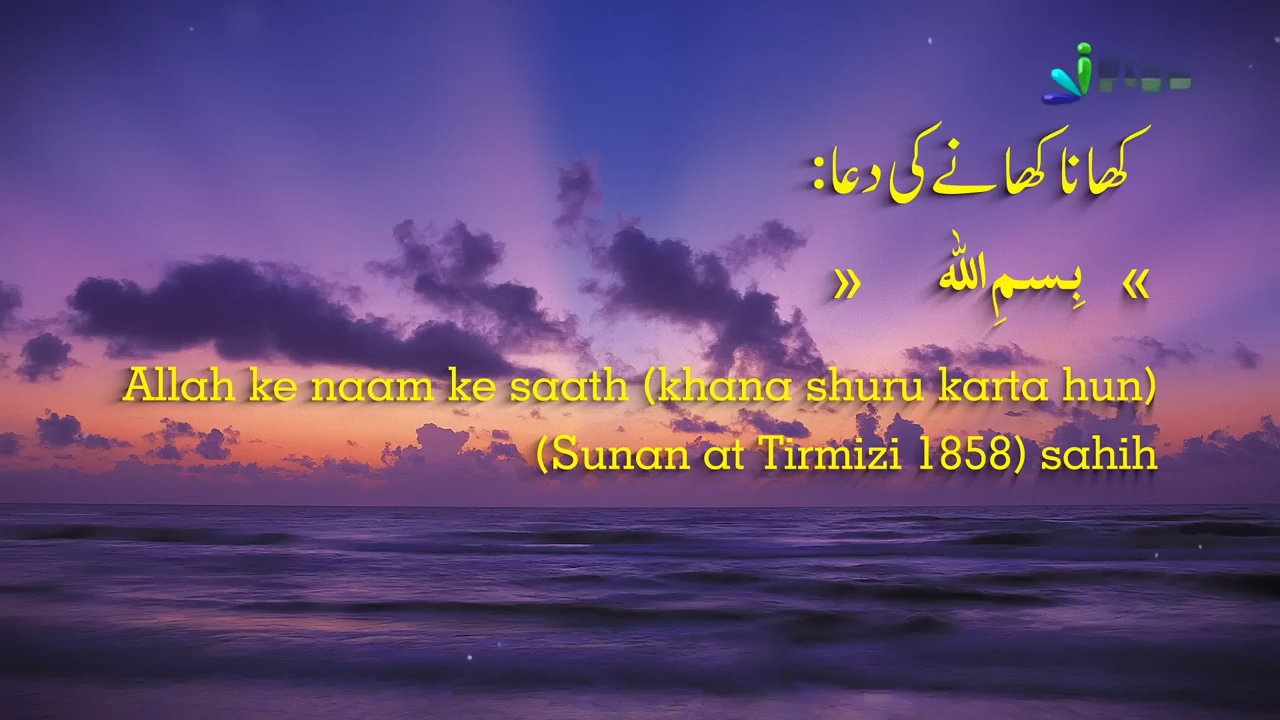 کھانا کھانے کی دعا:
« بِسمِ اللہ »
Allah ke naam ke saath (khana shuru karta hun)
(Sunan at Tirmizi 1858) sahih